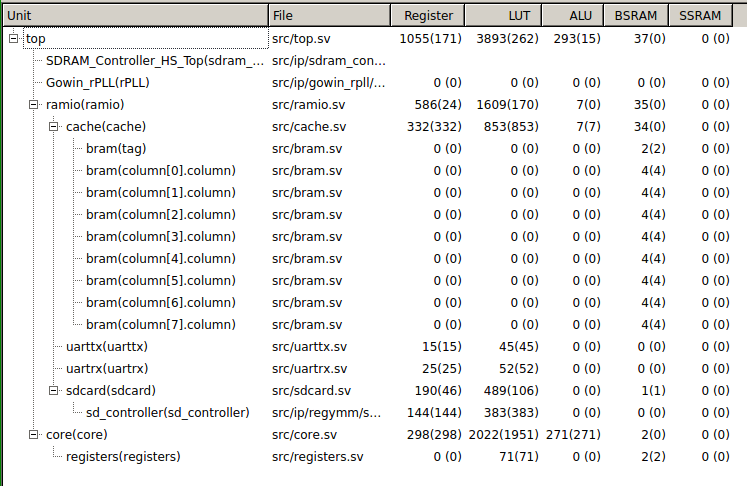 Unit File Register LUT ALU BSRAM SSRAM
top src/top.sv 1055(171) 3893(262) 293(15) 37(0) 0 (0)
SDRAM_Controller_HS_Top(sdram_... src/ip/sdram_con...
Gowin_rPLL(rPLL) src/ip/gowin_rpll/... 0 (0) 0 (0) 0 (0) 0 (0) 0 (0)
ramio(ramio) src/ramio.sv 586(24) 1609(170) 7(0) 35(0) 0 (0)
cache(cache) src/cache.sv 332(332) 853(853) 7(7) 34(0) 0 (0)
bram(tag) src/bram.sv 0 (0) 0 (0) 0 (0) 2(2) 0 (0)
bram(column[0].column) src/bram.sv 0 (0) 0 (0) 0 (0) 4(4) 0 (0)
bram(column[1].column) src/bram.sv 0 (0) 0 (0) 0 (0) 4(4) 0 (0)
bram(column[2].column) src/bram.sv 0 (0) 0 (0) 0 (0) 4(4) 0 (0)
bram(column[3].column) src/bram.sv 0 (0) 0 (0) 0 (0) 4(4) 0 (0)
bram(column[4].column) src/bram.sv 0 (0) 0 (0) 0 (0) 4(4) 0 (0)
bram(column[5].column) src/bram.sv 0 (0) 0 (0) 0 (0) 4(4) 0 (0)
bram(column[6].column) src/bram.sv 0 (0) 0 (0) 0 (0) 4(4) 0 (0)
bram(column[7].column) src/bram.sv 0 (0) 0 (0) 0 (0) 4(4) 0 (0)
uarttx(uarttx) src/uarttx.sv 15(15) 45(45) 0 (0) 0 (0) 0 (0)
uartrx(uartrx) src/uartrx.sv 25(25) 52(52) 0 (0) 0 (0) 0 (0)
sdcard(sdcard) src/sdcard.sv 190(46) 489(106) 0 (0) 1(1) 0 (0)
sd_controller(sd_controller) src/ip/regymm/s... 144(144) 383(383) 0 (0) 0 (0) 0 (0)
core(core) src/core.sv 298(298) 2022(1951) 271(271) 2(0) 0 (0)
registers(registers) src/registers.sv 0 (0) 71(71) 0 (0) 2(2) 0 (0)